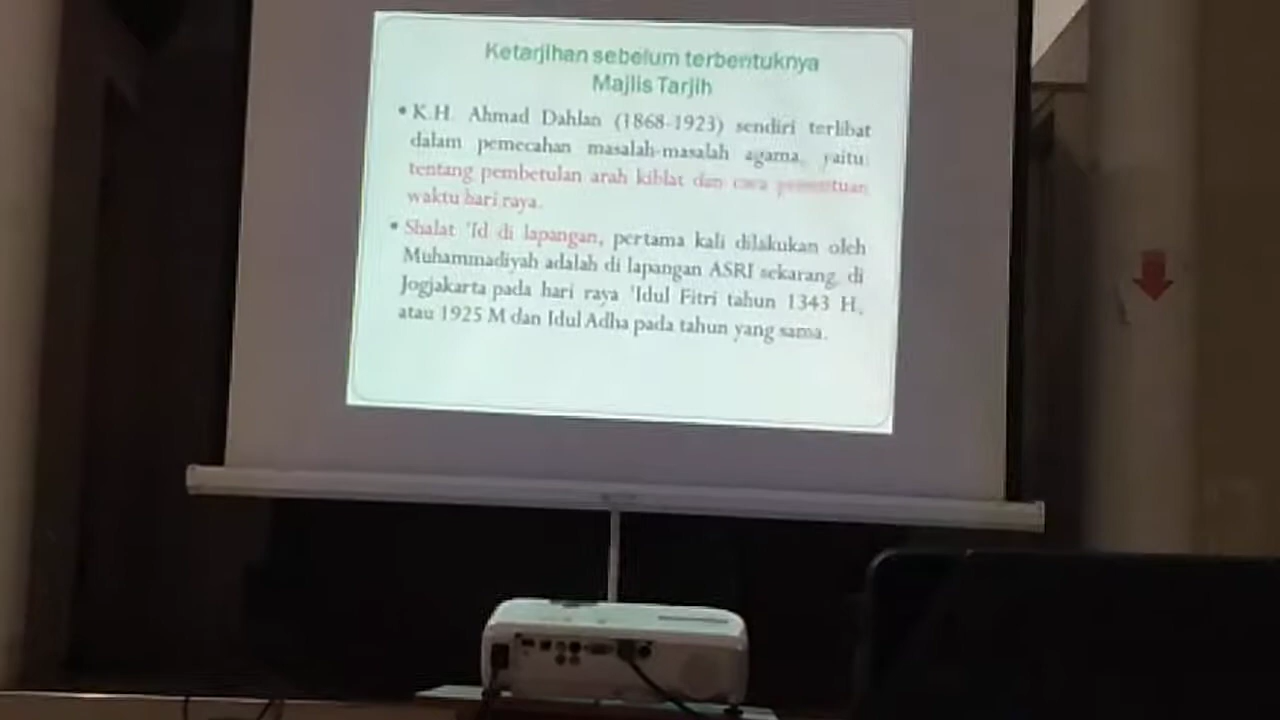 Ketarjihan sebelum terbentuknya
Majlis Tarjih
• K.H. Ahmad Dahlan (1868-1923) sendiri terlibat
dalam pemecahan masalah-masalah agama, yaitu:
tentang pembetulan arah kiblat dan cara penentuan
waktu hari raya.
• Shalat 'Id di lapangan, pertama kali dilakukan oleh
Muhammadiyah adalah di lapangan ASRI sekarang, di
Jogjakarta pada hari raya 'Idul Fitri tahun 1343 H,
atau 1925 M dan Idul Adha pada tahun yang sama.